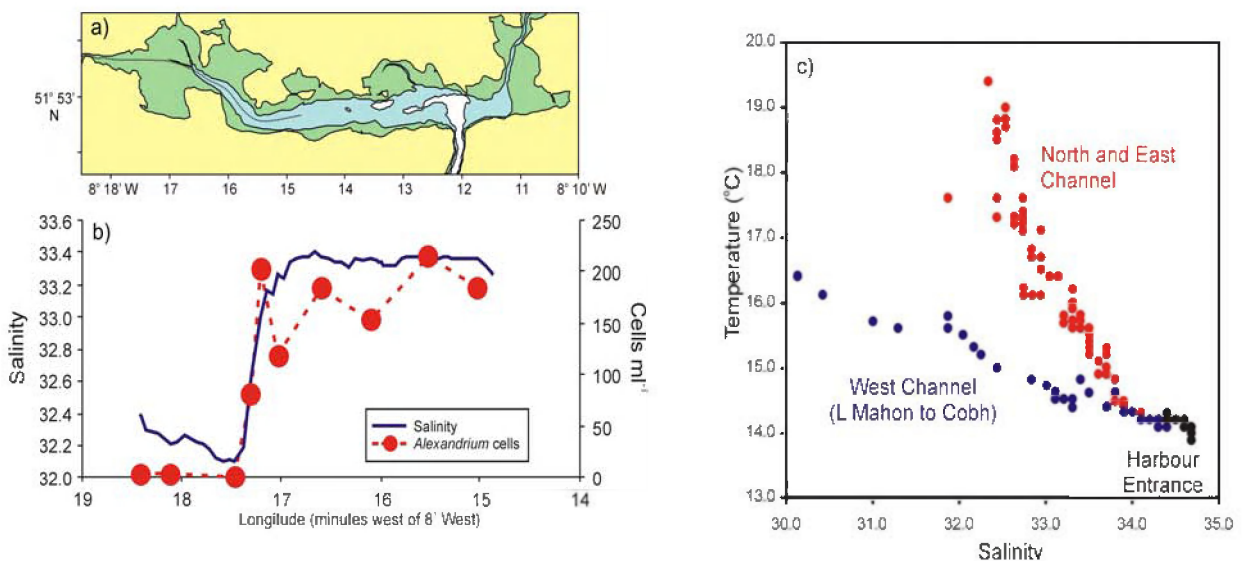 a)
51° 53'
N
8° 18' W 17 16 15 14 13 12 11 8° 10' W
b)
33.6
33.4
33.2
33.0
32.8
32.6
32.4
32.2
32.0
Salinity
250
200
150
100
50
0
Cells ml⁻¹
Salinity
Alexandrium cells
19 18 17 16 15 14
Longilude (minules west of 8' West)
c)
20.0
19.0
18.0
17.0
16.0
15.0
14.0
13.0
Temperature (°C)
North and East
Channel
West Channel
(L Mahon to Cobh)
Harbour
Entrance
30.0 31.0 32.0 33.0 34.0 35.0
Salinity